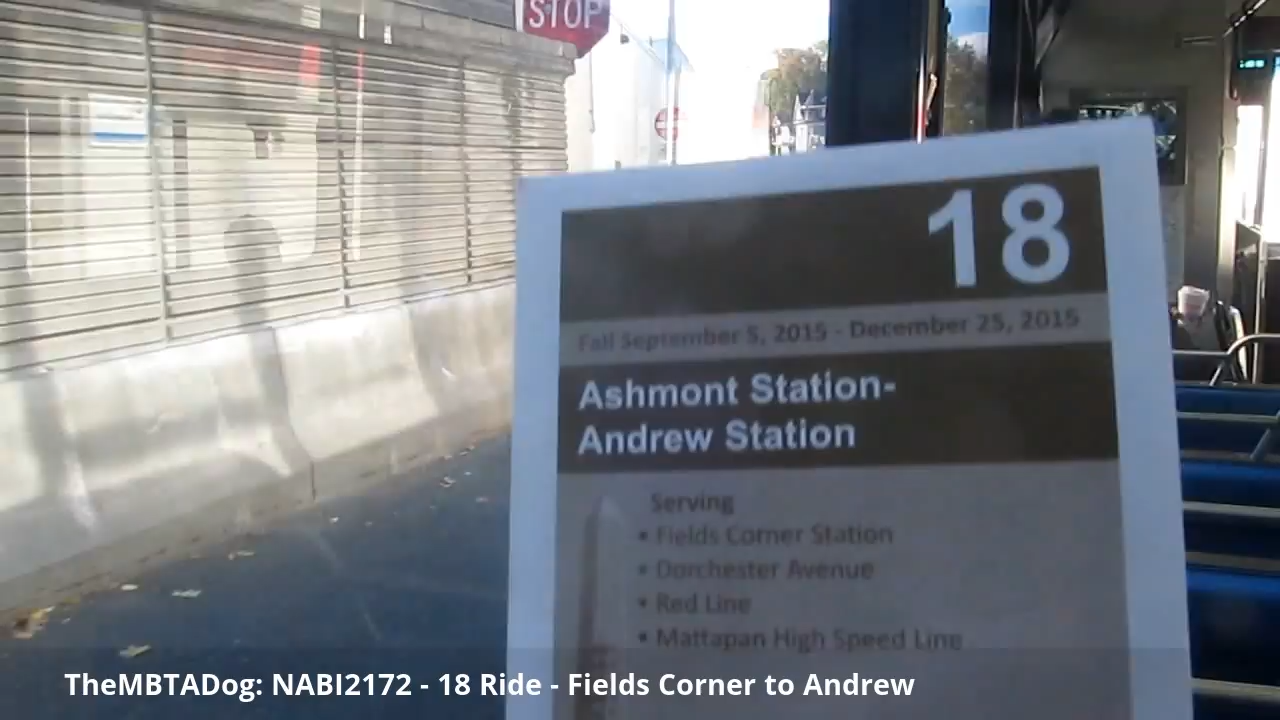 STOP
18
Fall September 5, 2015 - December 25, 2015
Ashmont Station-
Andrew Station
Serving
• Fields Corner Station
• Dorchester Avenue
• Red Line
• Mattapan High Speed Line
TheMBTADog: NABI2172 - 18 Ride - Fields Corner to Andrew